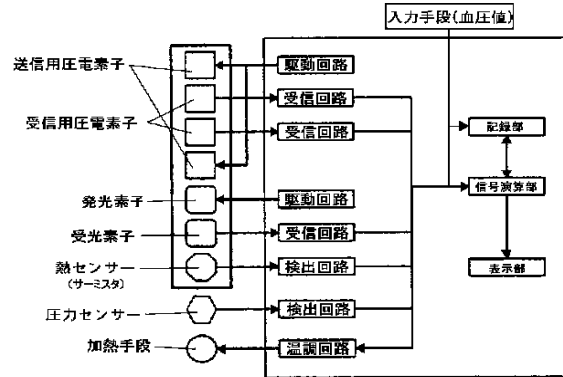 入力手段(血圧値)
送信用圧電素子
駆動回路
受信回路
受信用圧電素子
受信回路
記録部
発光素子
駆動回路
信号演算部
受光素子
受信回路
熱センサー
(サーミスタ)
検出回路
表示部
圧力センサー
検出回路
加熱手段
温調回路